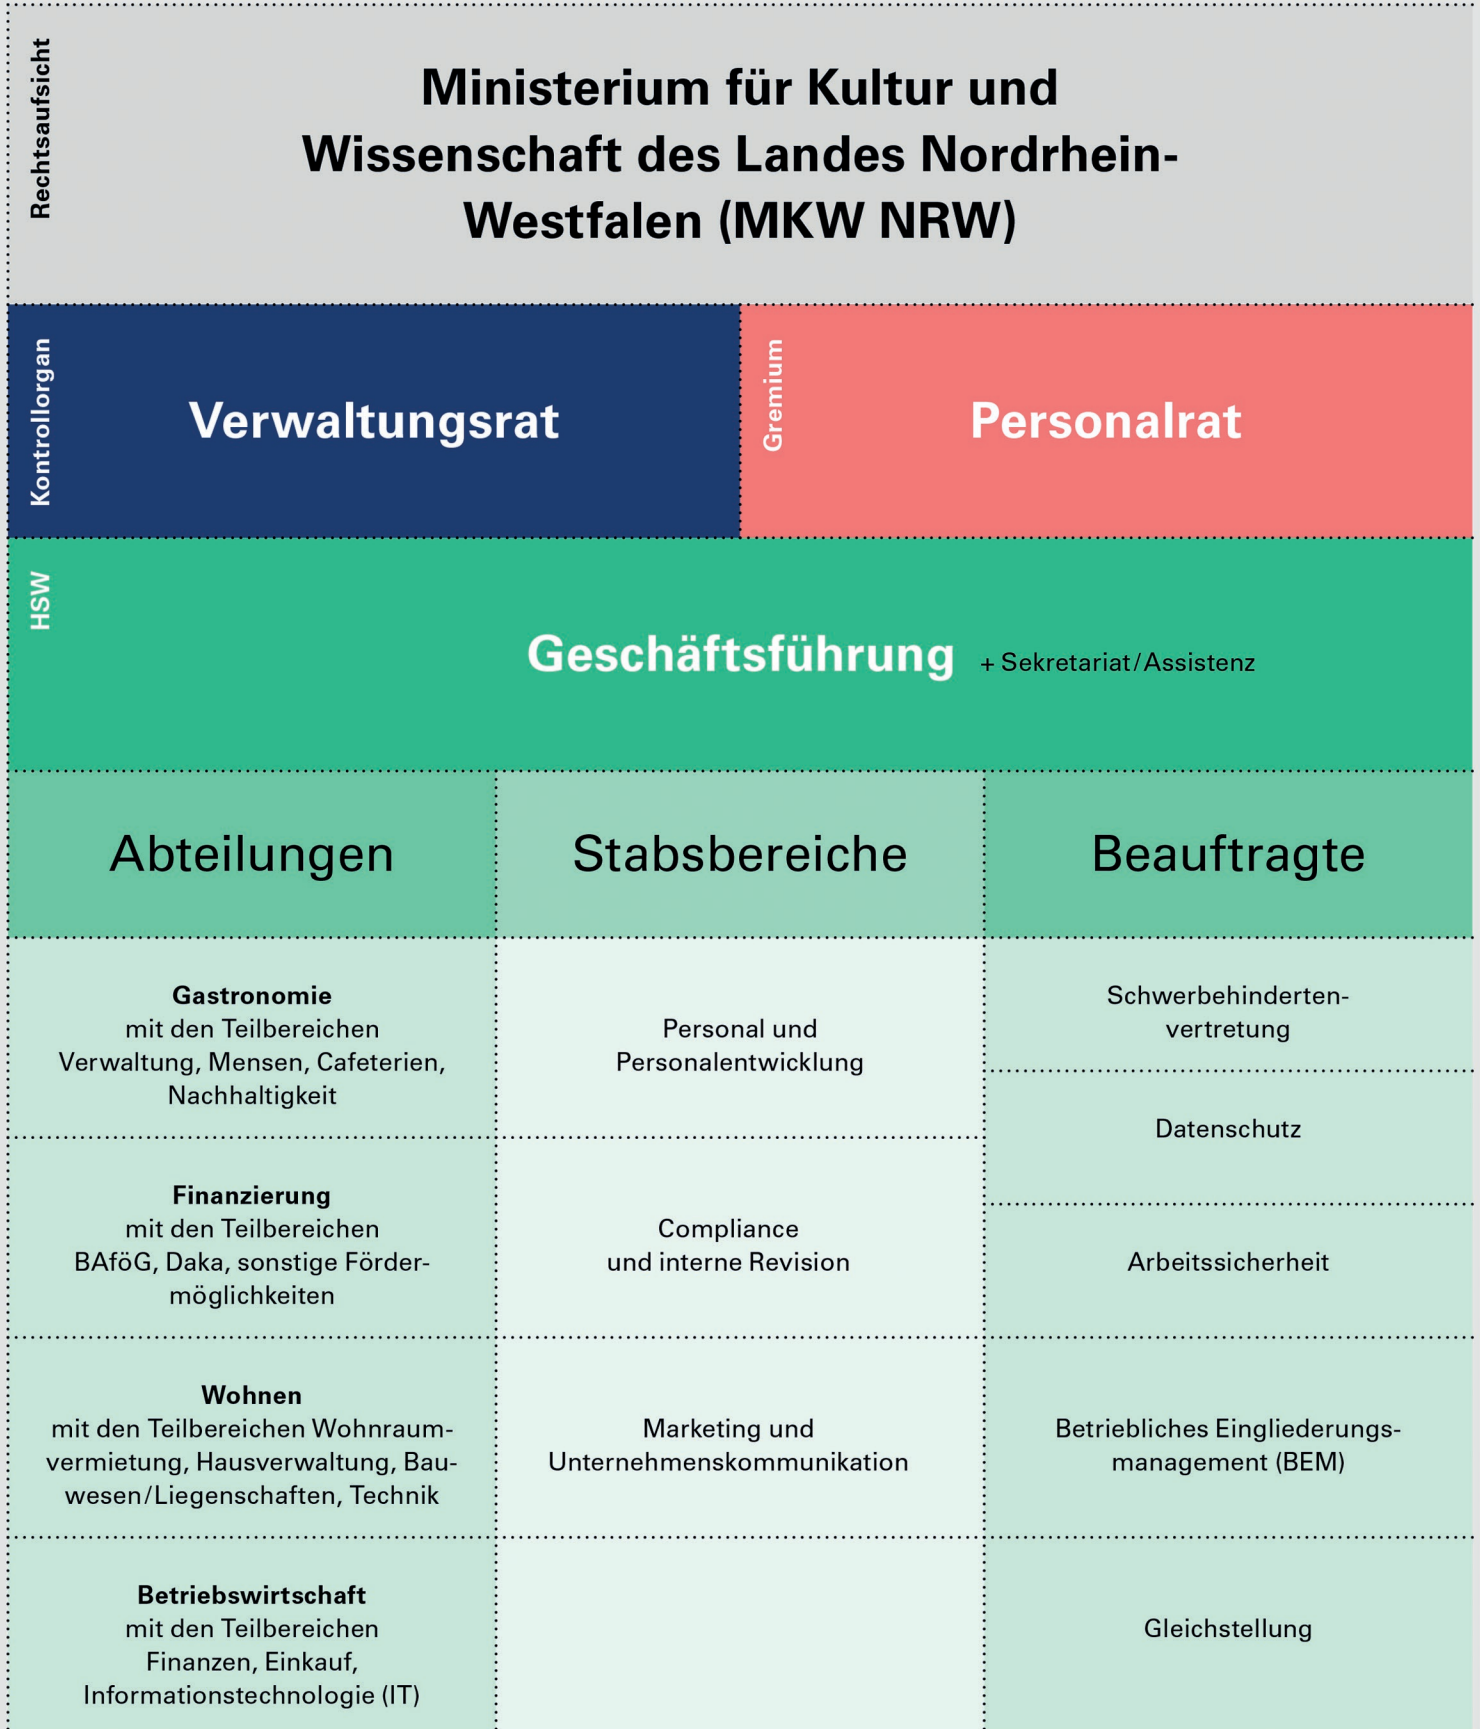 Rechtsaufsicht
Ministerium für Kultur und
Wissenschaft des Landes Nordrhein-
Westfalen (MKW NRW)
Kontrollorgan
Verwaltungsrat
Gremium
Personalrat
HSW
Geschäftsführung + Sekretariat/Assistenz
Abteilungen
Stabsbereiche
Beauftragte
Gastronomie
mit den Teilbereichen
Verwaltung, Mensen, Cafeterien,
Nachhaltigkeit
Finanzierung
mit den Teilbereichen
BAföG, Daka, sonstige Förder-
möglichkeiten
Wohnen
mit den Teilbereichen Wohnraum-
vermietung, Hausverwaltung, Bau-
wesen/Liegenschaften, Technik
Betriebswirtschaft
mit den Teilbereichen
Finanzen, Einkauf,
Informationstechnologie (IT)
Personal und
Personalentwicklung
Compliance
und interne Revision
Marketing und
Unternehmenskommunikation
Schwerbehinderten-
vertretung
Datenschutz
Arbeitssicherheit
Betriebliches Eingliederungs-
management (BEM)
Gleichstellung